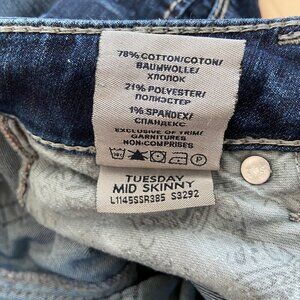 78% COTTON/COTON/
BAUMWOLLE/
ХЛОПОК
21% POLYESTER/
ПОЛИЭСТЕР
1% SPANDEX/
СПАНДЕКС
EXCLUSIVE OF TRIM/
GARNITURES
NON-COMPRISES
TUESDAY
MID SKINNY
L1145SSR385 S3292